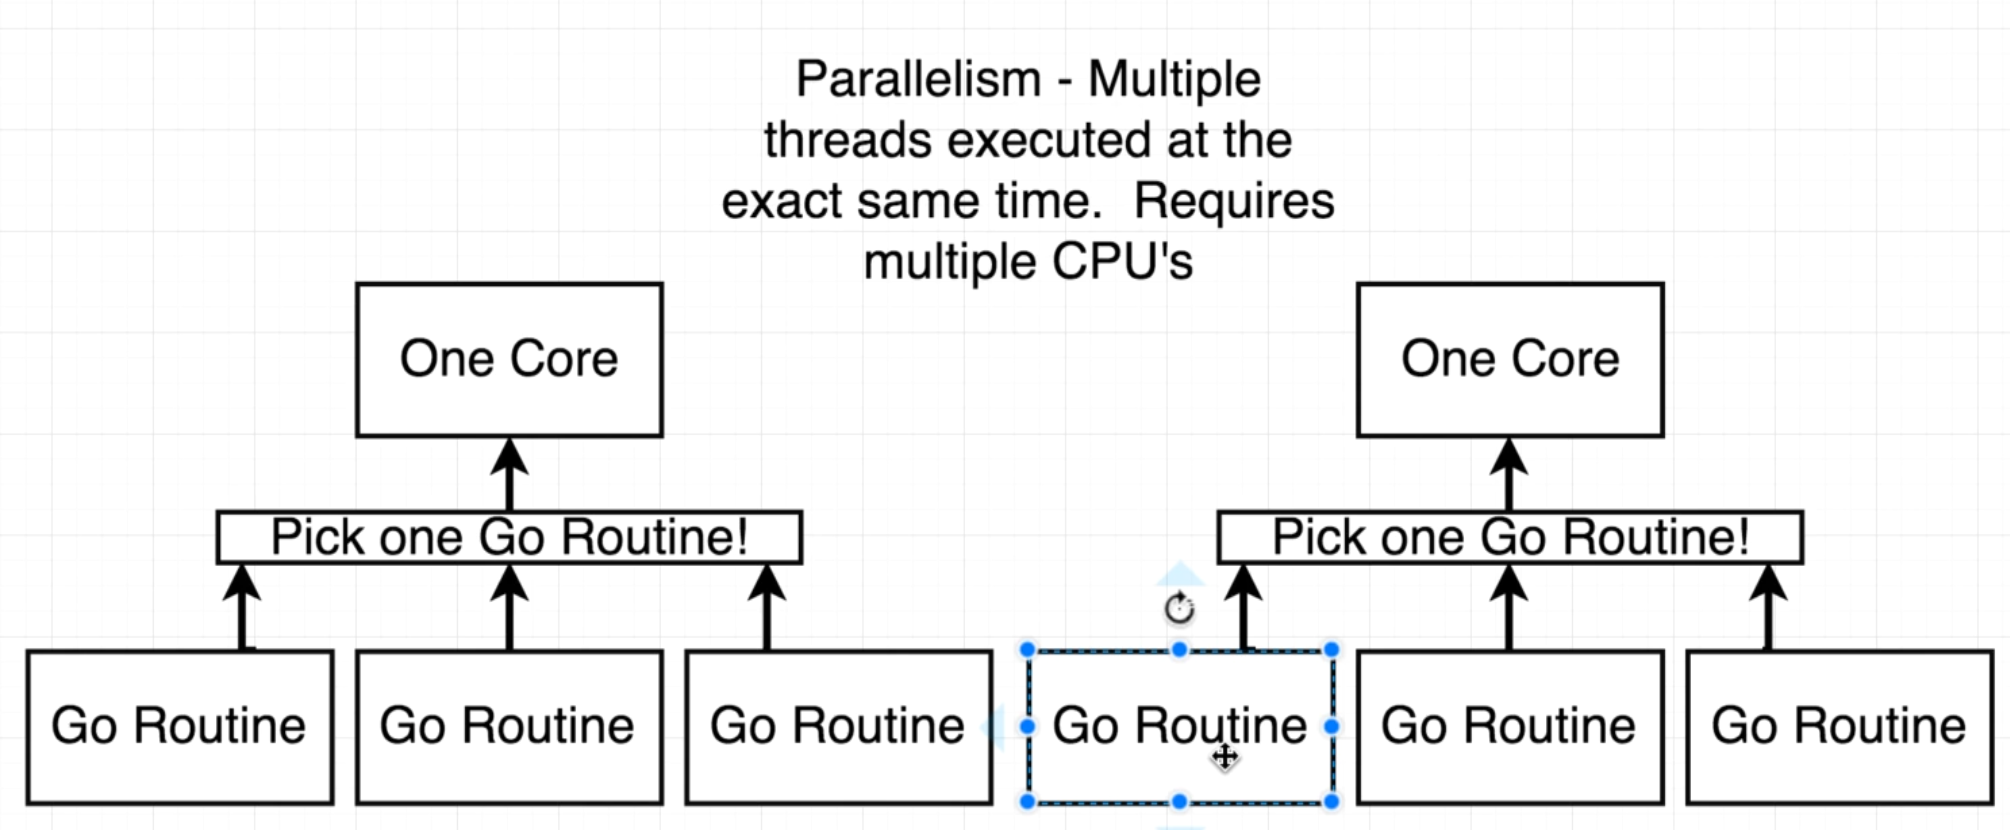 Parallelism - Multiple
threads executed at the
exact same time.  Requires
multiple CPU's
One Core
One Core
Pick one Go Routine!
Pick one Go Routine!
Go Routine
Go Routine
Go Routine
Go Routine
Go Routine
Go Routine